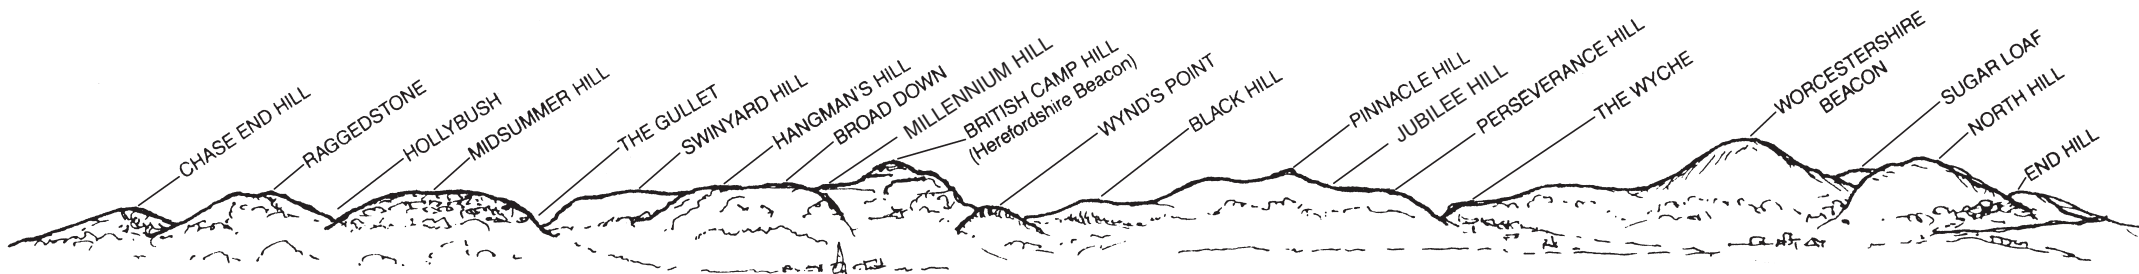 CHASE END HILL
RAGGEDSTONE
HOLLYBUSH
MIDSUMMER HILL
THE GULLET
SWINYARD HILL
HANGMAN'S HILL
BROAD DOWN
MILLENNIUM HILL
BRITISH CAMP HILL
(Herefordshire Beacon)
WYND'S POINT
BLACK HILL
PINNACLE HILL
JUBILEE HILL
PERSEVERANCE HILL
THE WYCHE
WORCESTERSHIRE
BEACON
SUGAR LOAF
NORTH HILL
END HILL